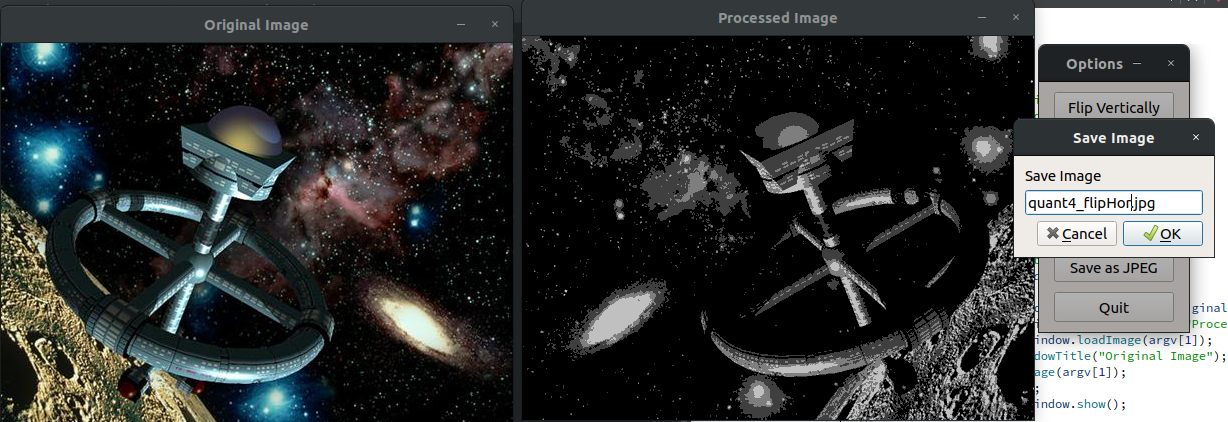 Original Image
Processed Image
Options
Flip Vertically
Save Image
Save Image
quant4_flipHor.jpg
Cancel
OK
Save as JPEG
Quit
ginal
Proce
indow.loadImage(argv[1]);
dowTitle("Original Image");
age(argv[1]);
;
indow.show();